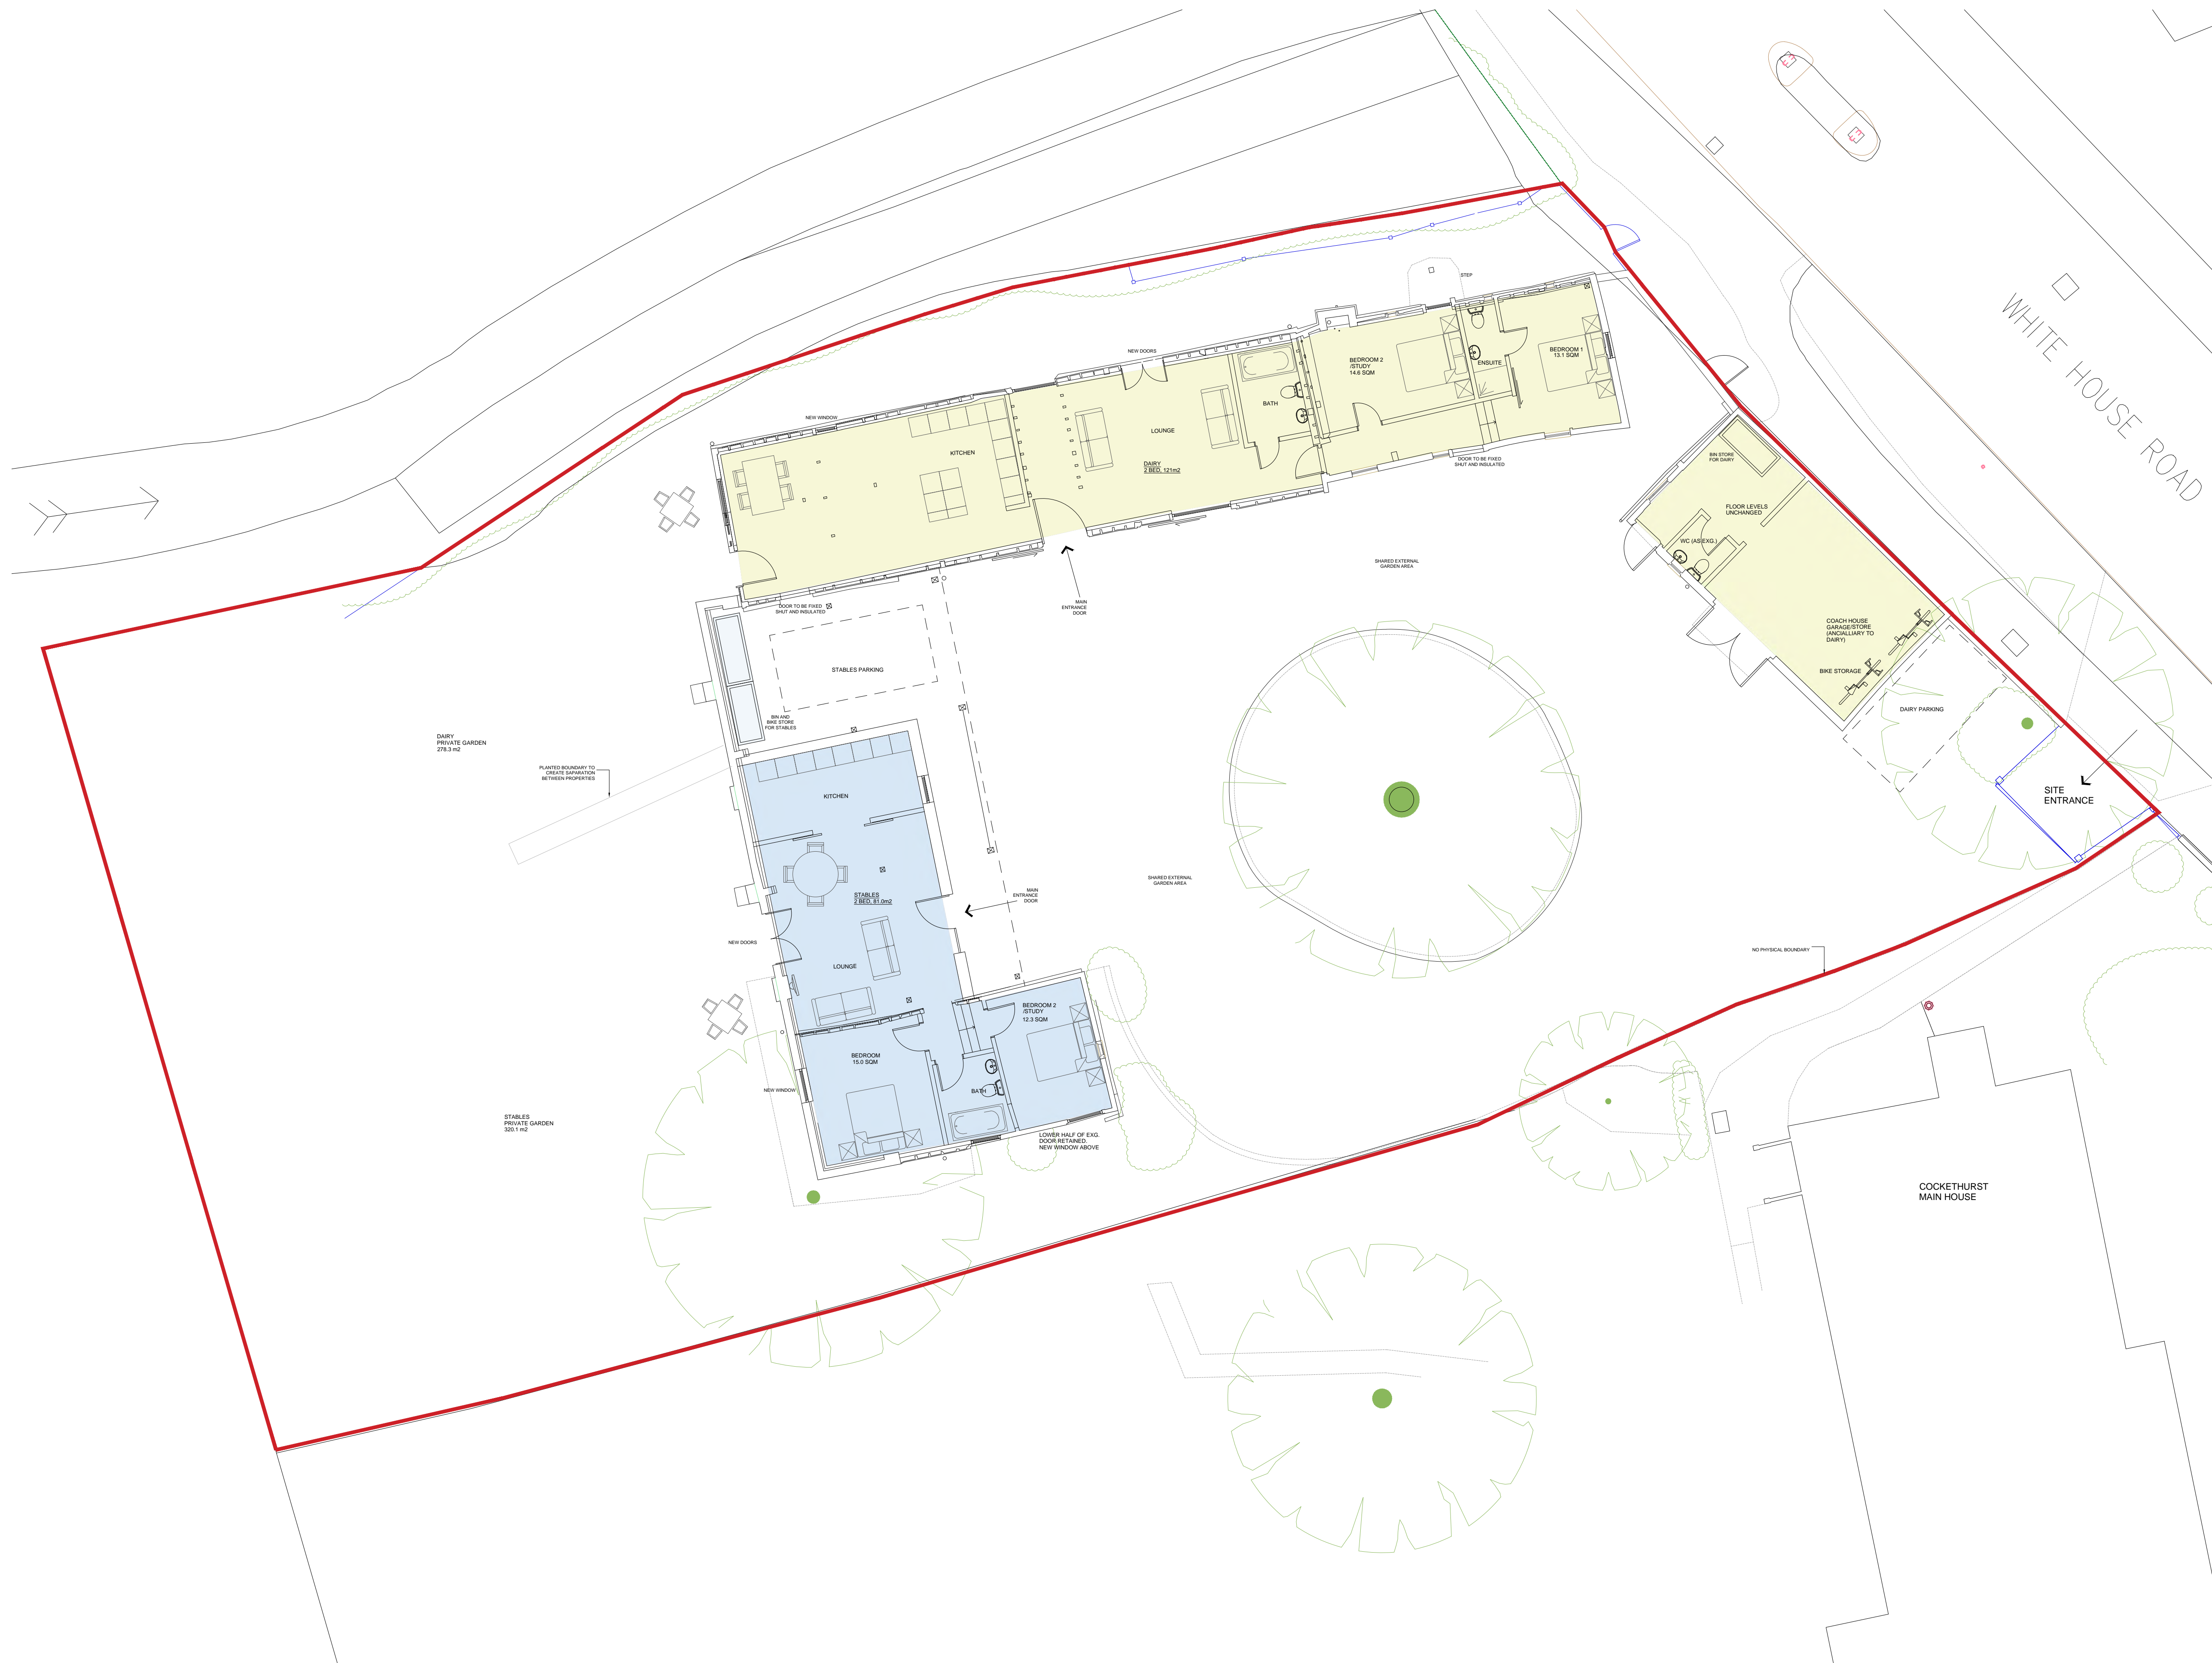 WHITE HOUSE ROAD
STEP
NEW DOORS
BEDROOM 2
/STUDY
14.6 SQM
ENSUITE
BEDROOM 1
13.1 SQM
NEW WINDOW
KITCHEN
LOUNGE
BATH
DAIRY
2 BED, 121m2
DOOR TO BE FIXED
SHUT AND INSULATED
BIN STORE
FOR DAIRY
FLOOR LEVELS
UNCHANGED
WC (AS EXG.)
SHARED EXTERNAL
GARDEN AREA
MAIN
ENTRANCE
DOOR
DOOR TO BE FIXED
SHUT AND INSULATED
COACH HOUSE
GARAGE/STORE
(ANCIALLIARY TO
DAIRY)
BIKE STORAGE
STABLES PARKING
DAIRY PARKING
BIN AND
BIKE STORE
FOR STABLES
DAIRY
PRIVATE GARDEN
278.3 m2
PLANTED BOUNDARY TO
CREATE SAPARATION
BETWEEN PROPERTIES
SITE
ENTRANCE
KITCHEN
STABLES
2 BED, 81.0m2
MAIN
ENTRANCE
DOOR
SHARED EXTERNAL
GARDEN AREA
NEW DOORS
LOUNGE
NO PHYSICAL BOUNDARY
BEDROOM 2
/STUDY
12.3 SQM
BEDROOM
15.0 SQM
NEW WINDOW
BATH
STABLES
PRIVATE GARDEN
320.1 m2
LOWER HALF OF EXG.
DOOR RETAINED.
NEW WINDOW ABOVE
COCKETHURST
MAIN HOUSE